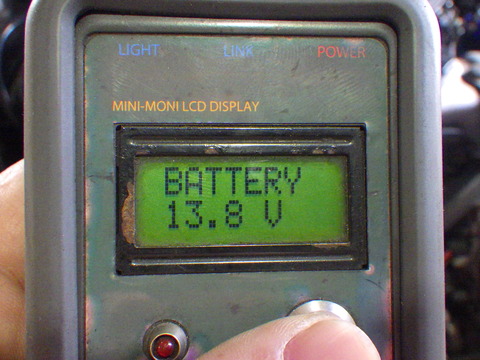 LIGHT LINK POWER
MINI-MONI LCD DISPLAY
BATTERY
13.8 V